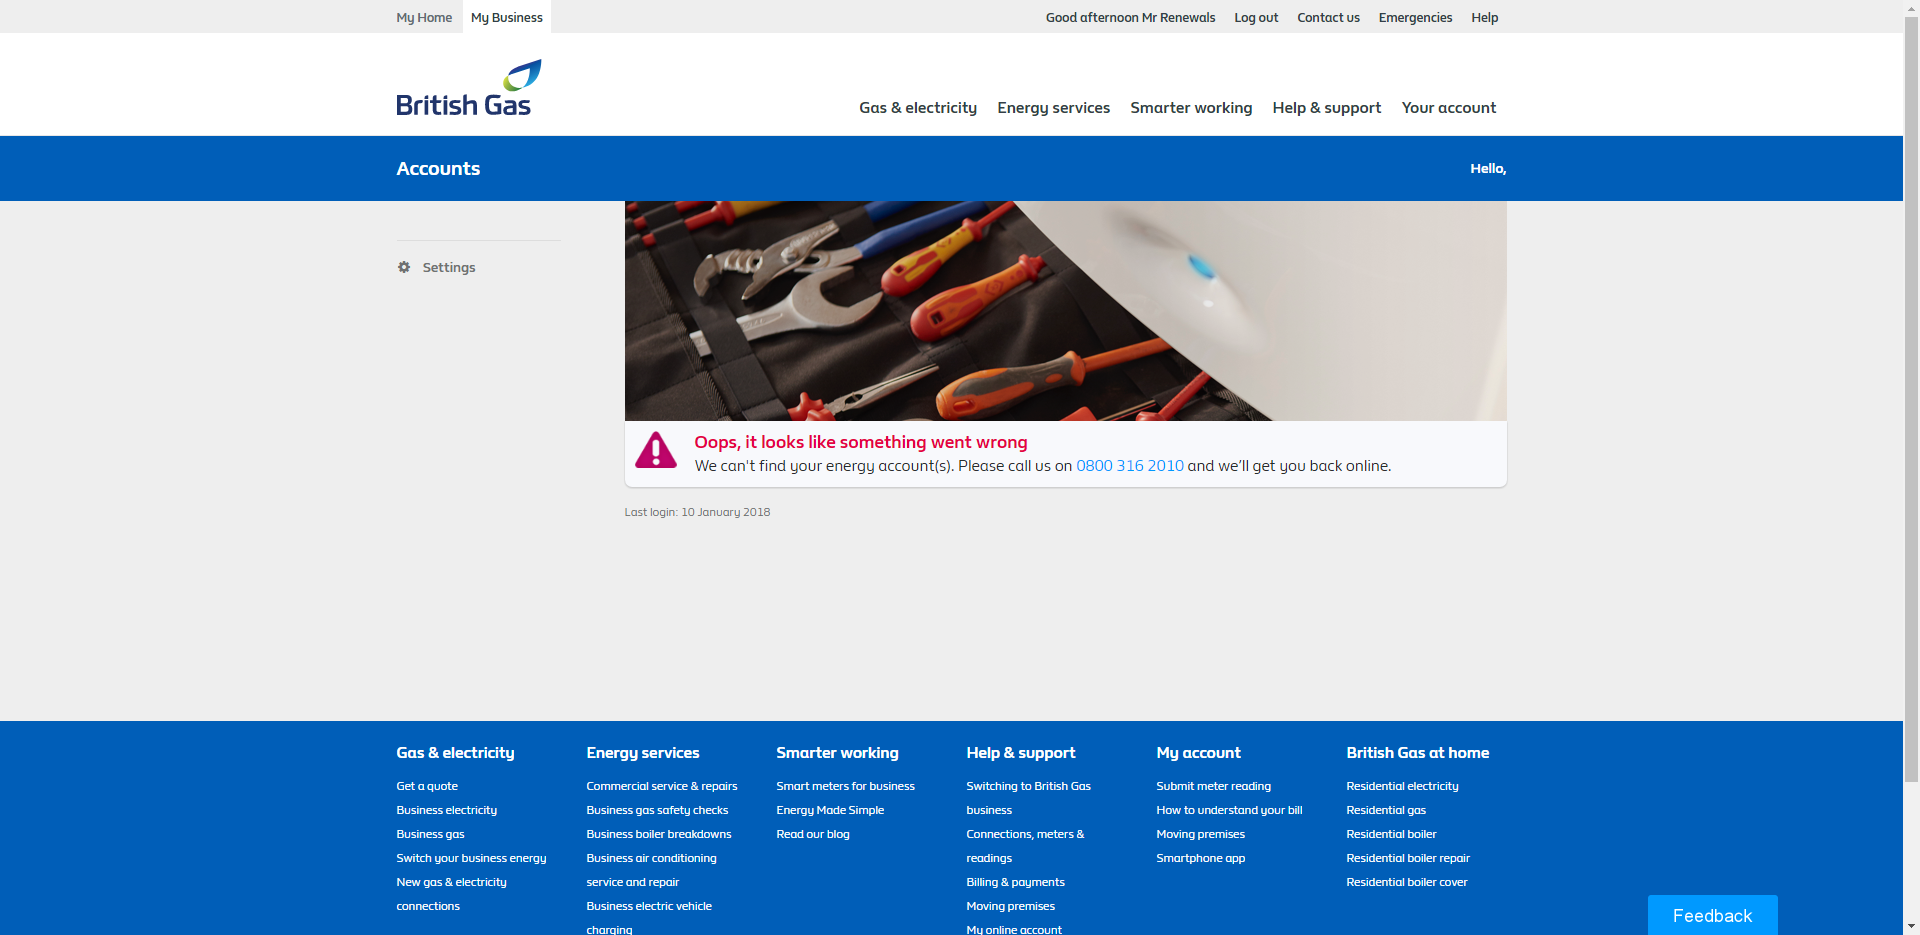 My Home
My Business
Good afternoon Mr Renewals
Log out
Contact us
Emergencies
Help
British Gas
Gas & electricity
Energy services
Smarter working
Help & support
Your account
Accounts
Hello,
Settings
Oops, it looks like something went wrong
We can't find your energy account(s). Please call us on 0800 316 2010 and we’ll get you back online.
Last login: 10 January 2018
Gas & electricity
Get a quote
Business electricity
Business gas
Switch your business energy
New gas & electricity
connections
Energy services
Commercial service & repairs
Business gas safety checks
Business boiler breakdowns
Business air conditioning
service and repair
Business electric vehicle
charging
Smarter working
Smart meters for business
Energy Made Simple
Read our blog
Help & support
Switching to British Gas
business
Connections, meters &
readings
Billing & payments
Moving premises
My online account
My account
Submit meter reading
How to understand your bill
Moving premises
Smartphone app
British Gas at home
Residential electricity
Residential gas
Residential boiler
Residential boiler repair
Residential boiler cover
Feedback